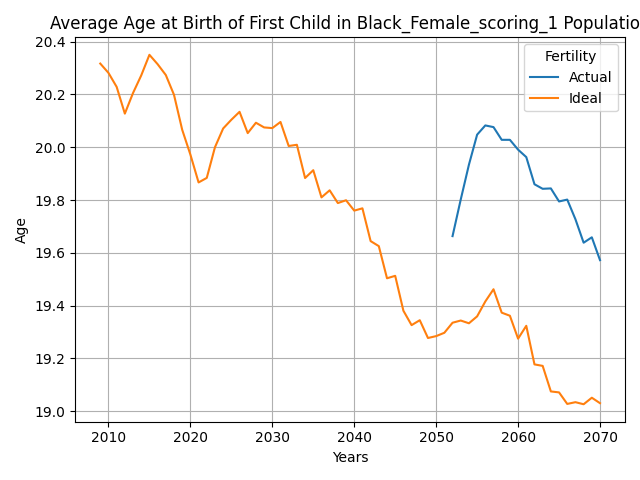 Average Age at Birth of First Child in Black_Female_scoring_1 Populatio
Fertility
Actual
Ideal
20.4
20.2
20.0
19.8
19.6
19.4
19.2
19.0
Age
2010 2020 2030 2040 2050 2060 2070
Years